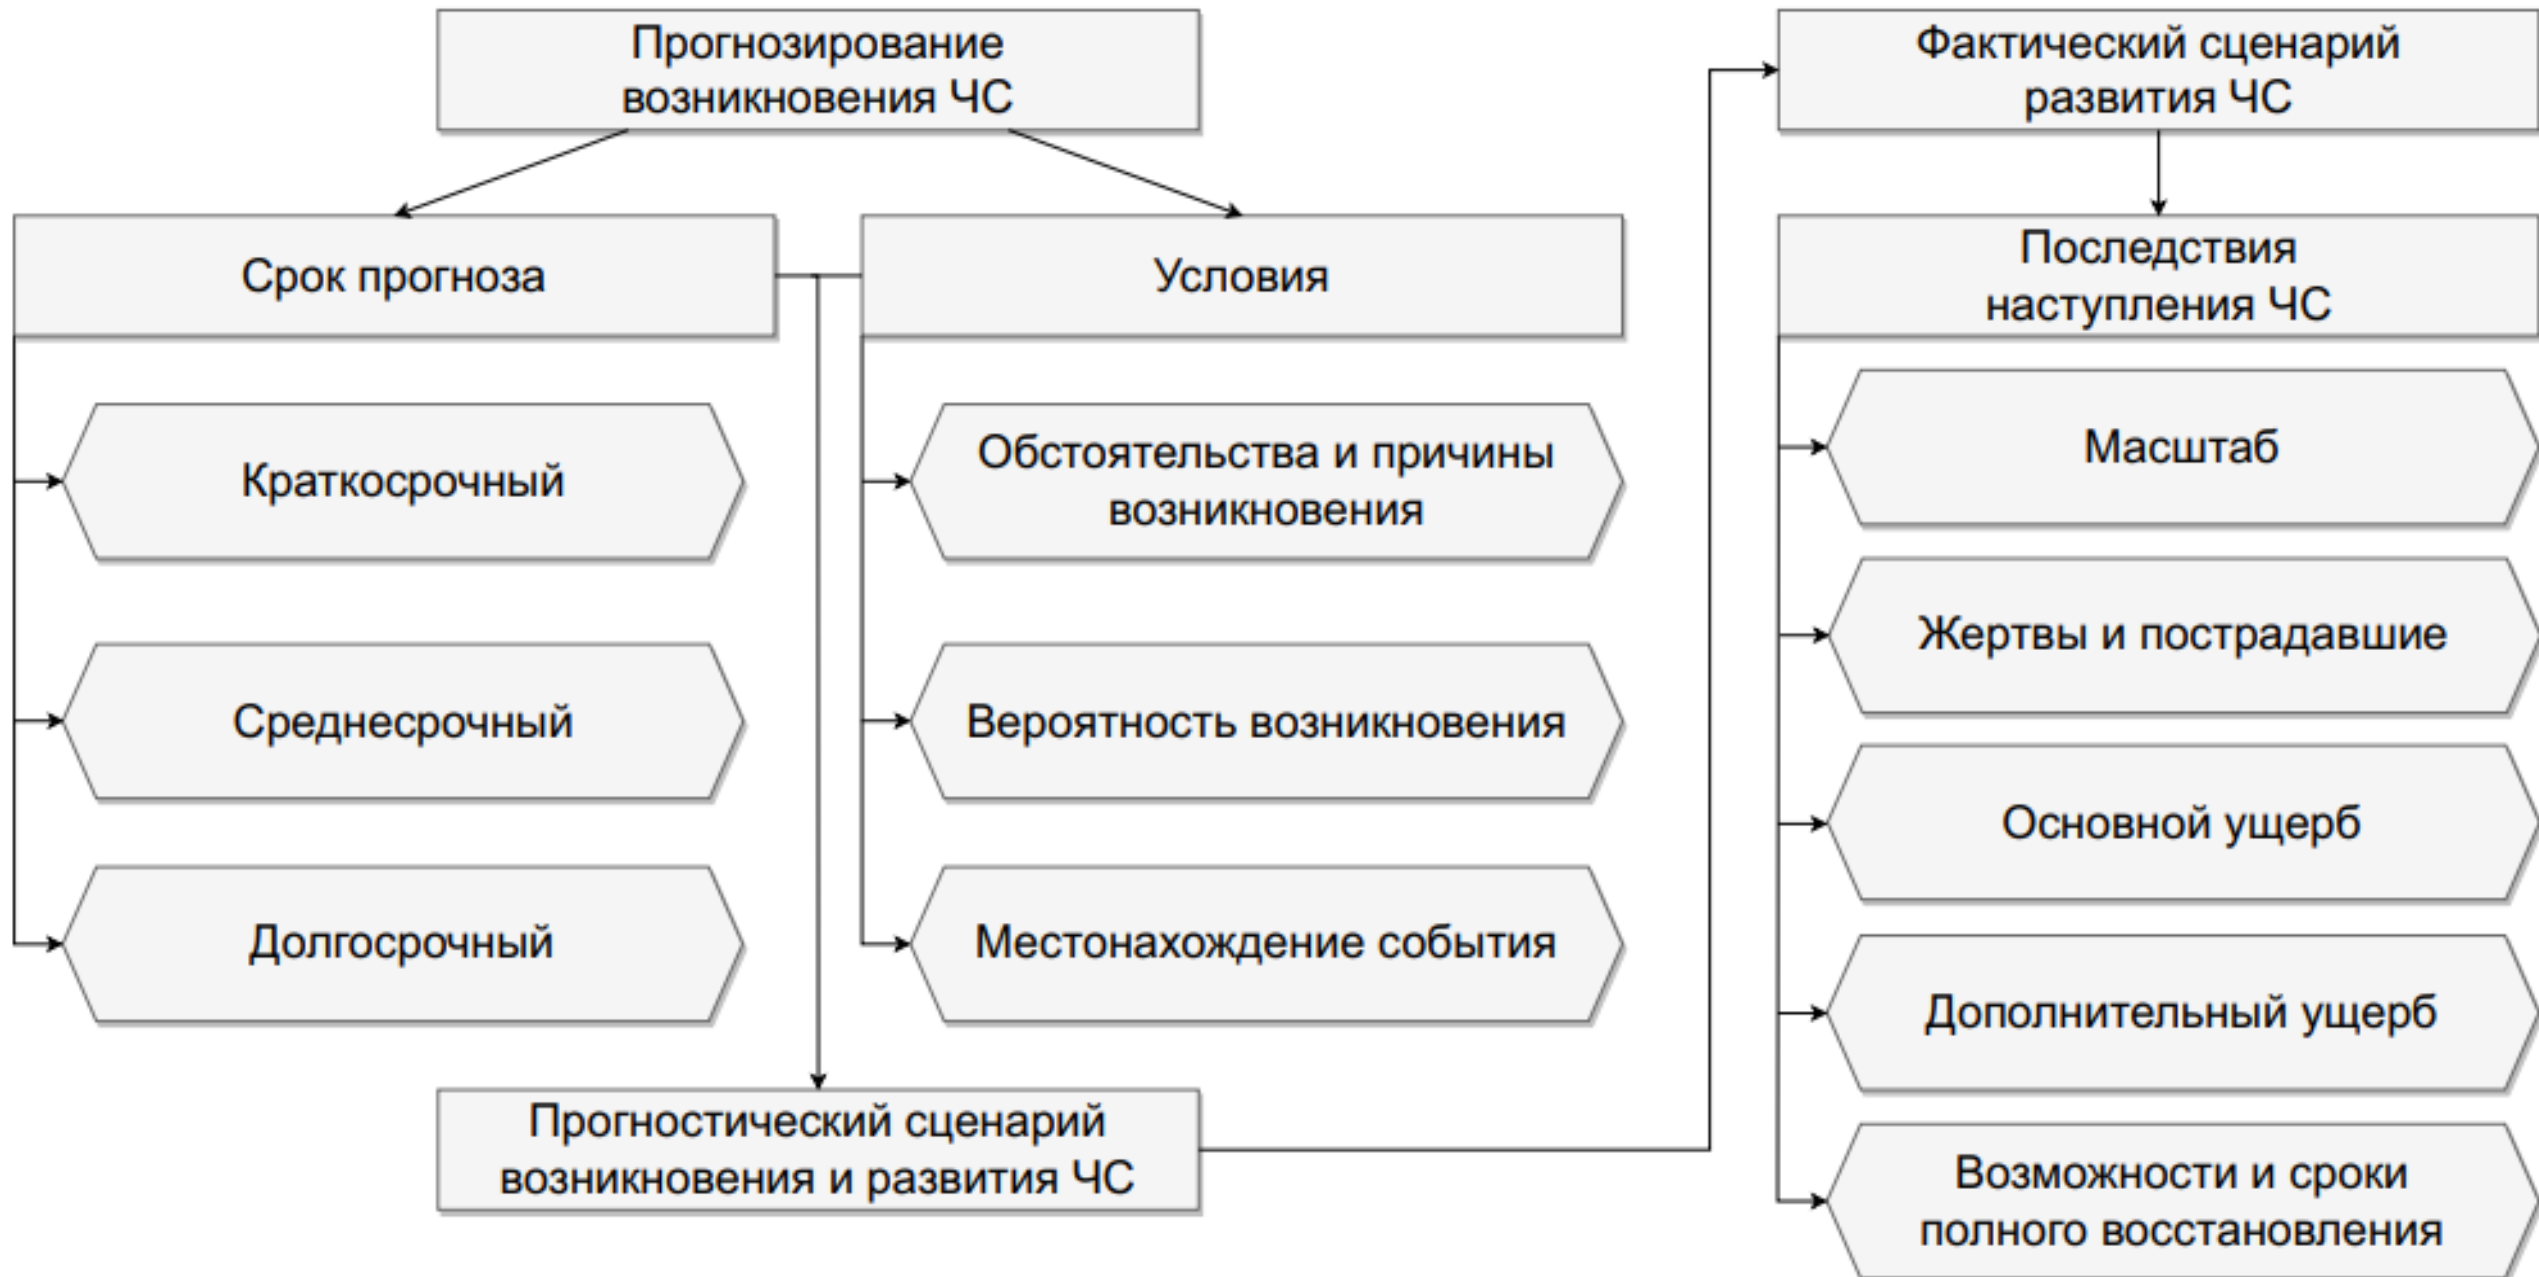 Прогнозирование
возникновения ЧС
Срок прогноза
Краткосрочный
Среднесрочный
Долгосрочный
Условия
Обстоятельства и причины
возникновения
Вероятность возникновения
Местонахождение события
Прогностический сценарий
возникновения и развития ЧС
Фактический сценарий
развития ЧС
Последствия
наступления ЧС
Масштаб
Жертвы и пострадавшие
Основной ущерб
Дополнительный ущерб
Возможности и сроки
полного восстановления